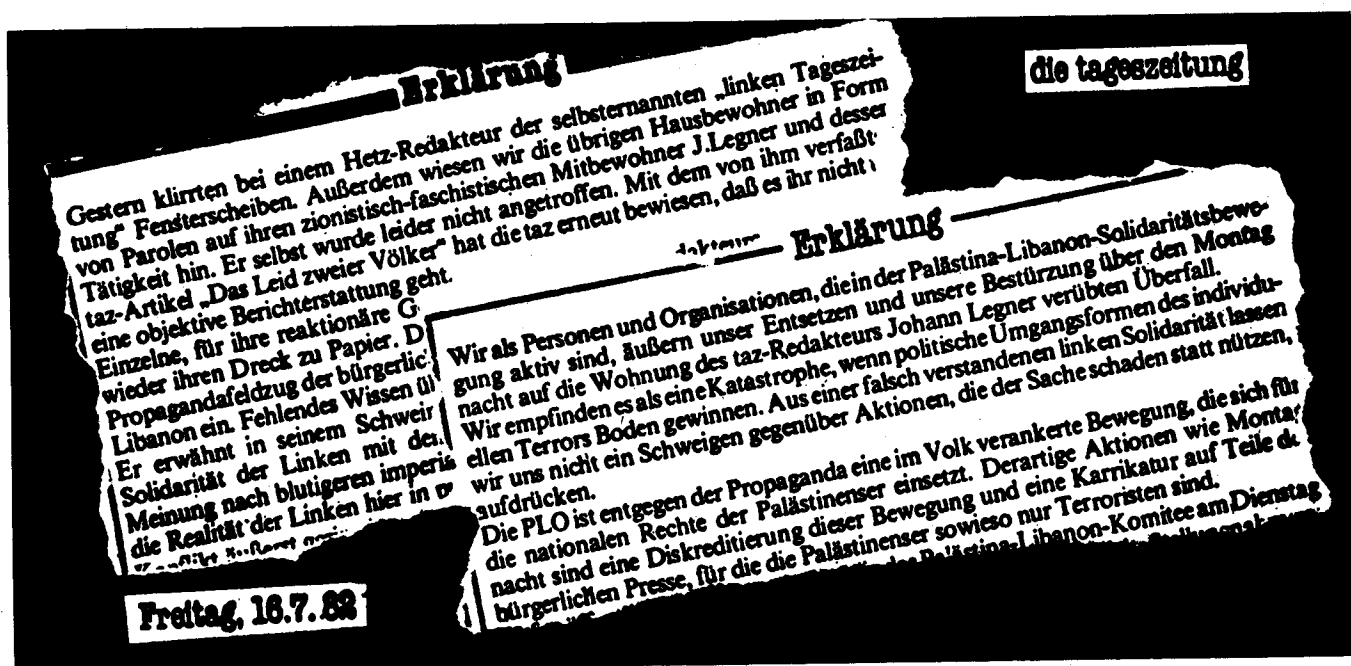 die tageszeitung
Erklärung
Gestern klirrten bei einem Hetz-Redakteur der selbsternannten „linken Tageszei-
tung“ Fensterscheiben. Außerdem wiesen wir die übrigen Hausbewohner in Form
von Parolen auf ihren zionistisch-faschistischen Mitbewohner J.Legner und desser
Tätigkeit hin. Er selbst wurde leider nicht angetroffen. Mit dem von ihm verfaßt
taz-Artikel „Das Leid zweier Völker“ hat die taz erneut bewiesen, daß es ihr nicht
eine objektive Berichterstattung geht.
Einzelne, für ihre reaktionäre G
wieder ihren Dreck zu Papier. D
Propagandafeldzug der bürgerlic
Libanon ein. Fehlendes Wissen ü
Er erwähnt in seinem Schwei
Solidarität der Linken mit de
Meinung nach blutigeren imperi
die Realität der Linken hier in
Erklärung
Wir als Personen und Organisationen, die in der Palästina-Libanon-Solidaritätsbewe-
gung aktiv sind, äußern unser Entsetzen und unsere Bestürzung über den Montag
nacht auf die Wohnung des taz-Redakteurs Johann Legner verübten Überfall.
Wir empfinden es als eine Katastrophe, wenn politische Umgangsformen des individu-
ellen Terrors Boden gewinnen. Aus einer falsch verstandenen linken Solidarität lassen
wir uns nicht ein Schweigen gegenüber Aktionen, die der Sache schaden statt nützen,
aufdrücken.
Die PLO ist entgegen der Propaganda eine im Volk verankerte Bewegung, die sich für
die nationalen Rechte der Palästinenser einsetzt. Derartige Aktionen wie Montag
nacht sind eine Diskreditierung dieser Bewegung und eine Karrikatur auf Teile de
bürgerlichen Presse, für die die Palästinenser sowieso nur Terroristen sind.
Palästina-Libanon-Komitee am Dienstag
Freitag, 16.7.82